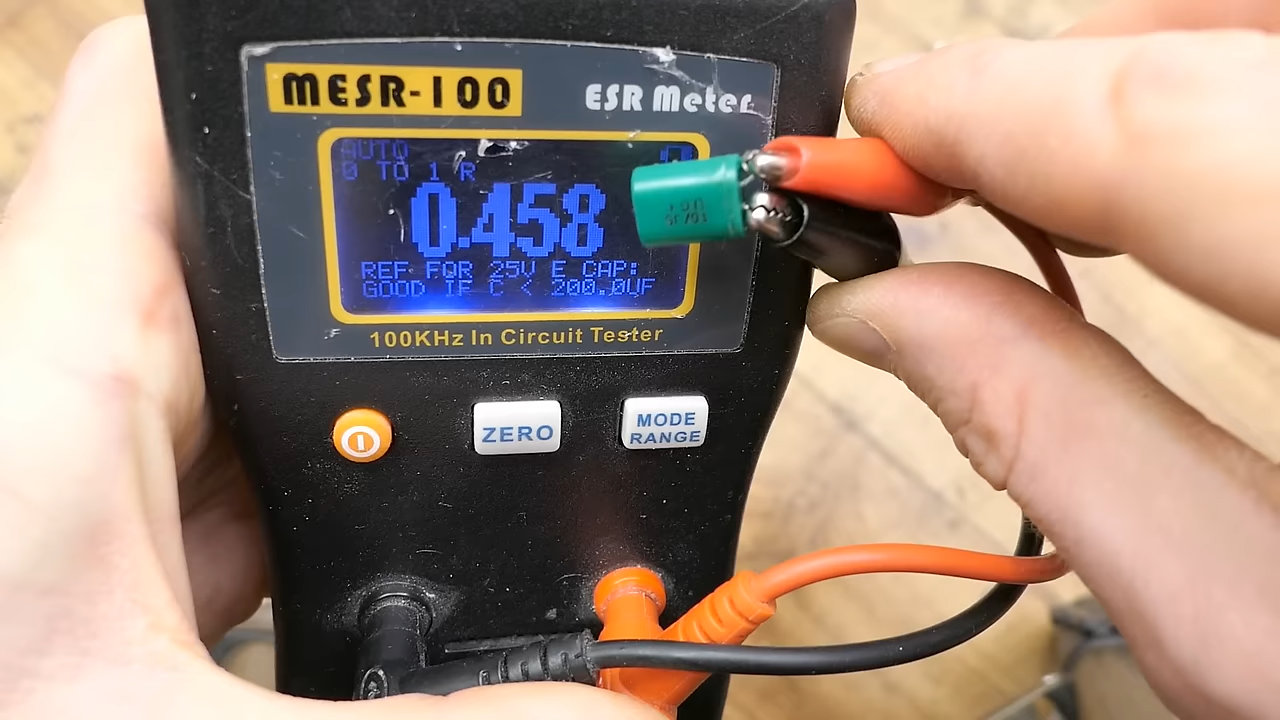 MESR-100
ESR Meter
AUTO
0 TO 1 R
0.458
REF FOR 25V E CAP:
GOOD IF C < 200.0UF
100KHz In Circuit Tester
ZERO
MODE
RANGE